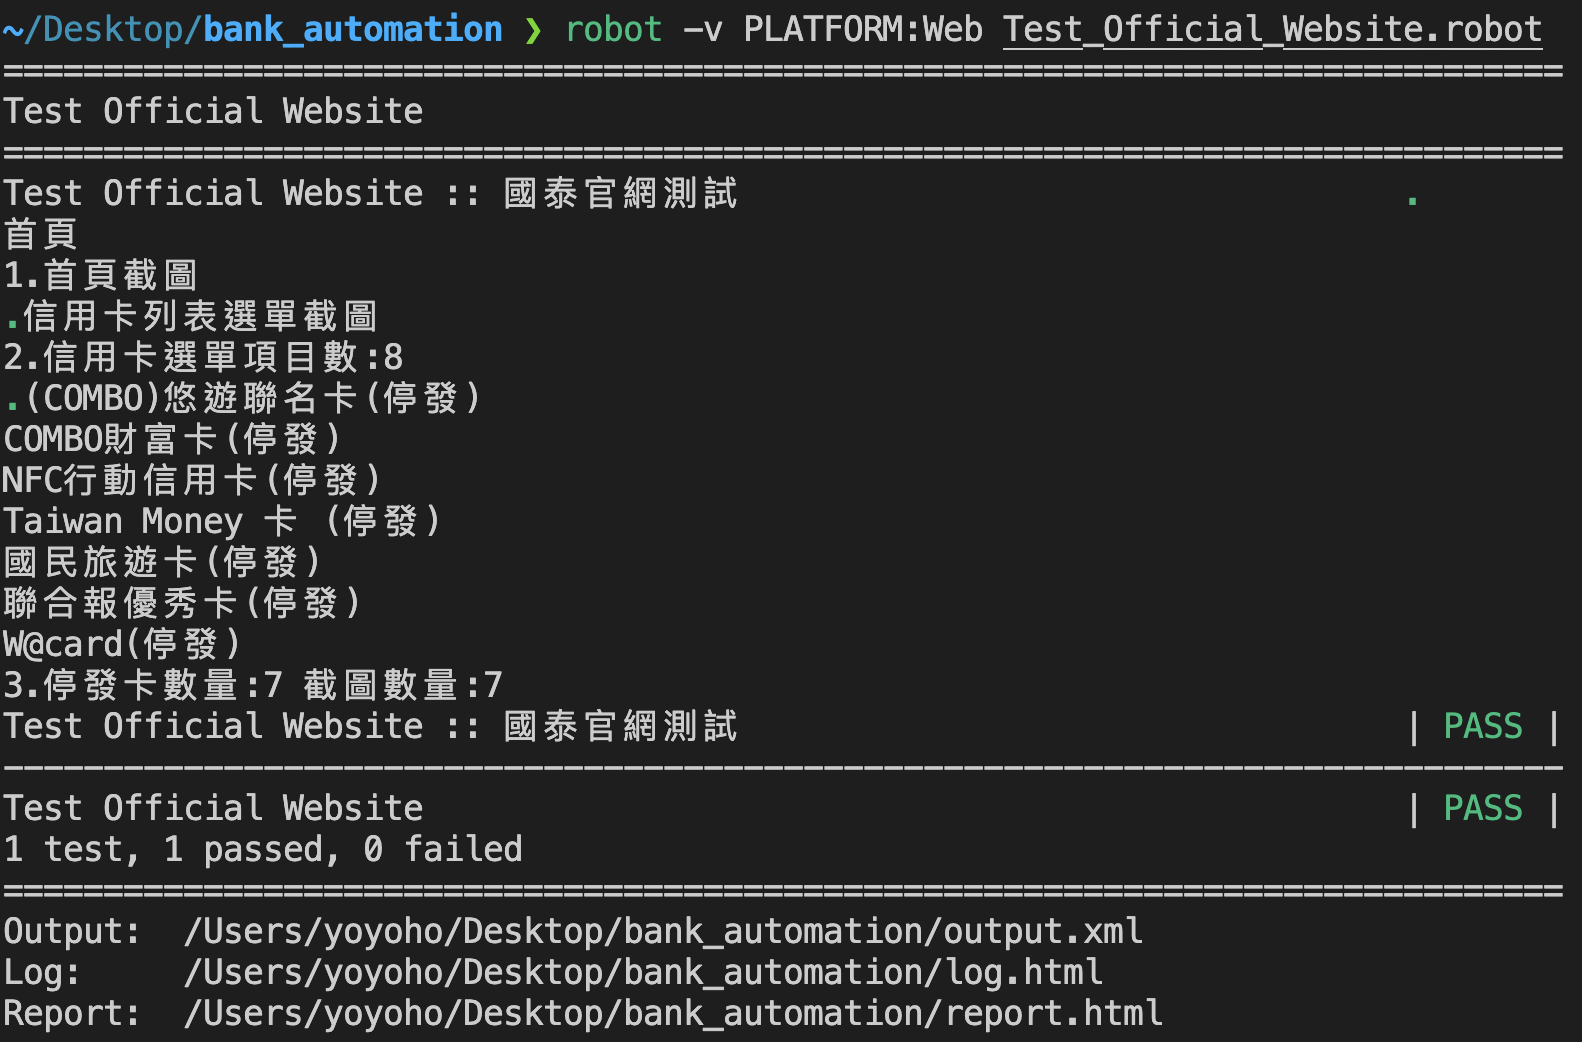 ~/Desktop/bank_automation ❯ robot -v PLATFORM:Web Test_Official_Website.robot
==============================================================================
Test Official Website
==============================================================================
Test Official Website :: 國泰官網測試 .
首頁
1.首頁截圖
.信用卡列表選單截圖
2.信用卡選單項目數:8
.(COMBO)悠遊聯名卡(停發)
COMBO財富卡(停發)
NFC行動信用卡(停發)
Taiwan Money 卡 (停發)
國民旅遊卡(停發)
聯合報優秀卡(停發)
W@card(停發)
3.停發卡數量:7 截圖數量:7
Test Official Website :: 國泰官網測試 | PASS |
------------------------------------------------------------------------------
Test Official Website | PASS |
1 test, 1 passed, 0 failed
==============================================================================
Output: /Users/yoyoho/Desktop/bank_automation/output.xml
Log: /Users/yoyoho/Desktop/bank_automation/log.html
Report: /Users/yoyoho/Desktop/bank_automation/report.html